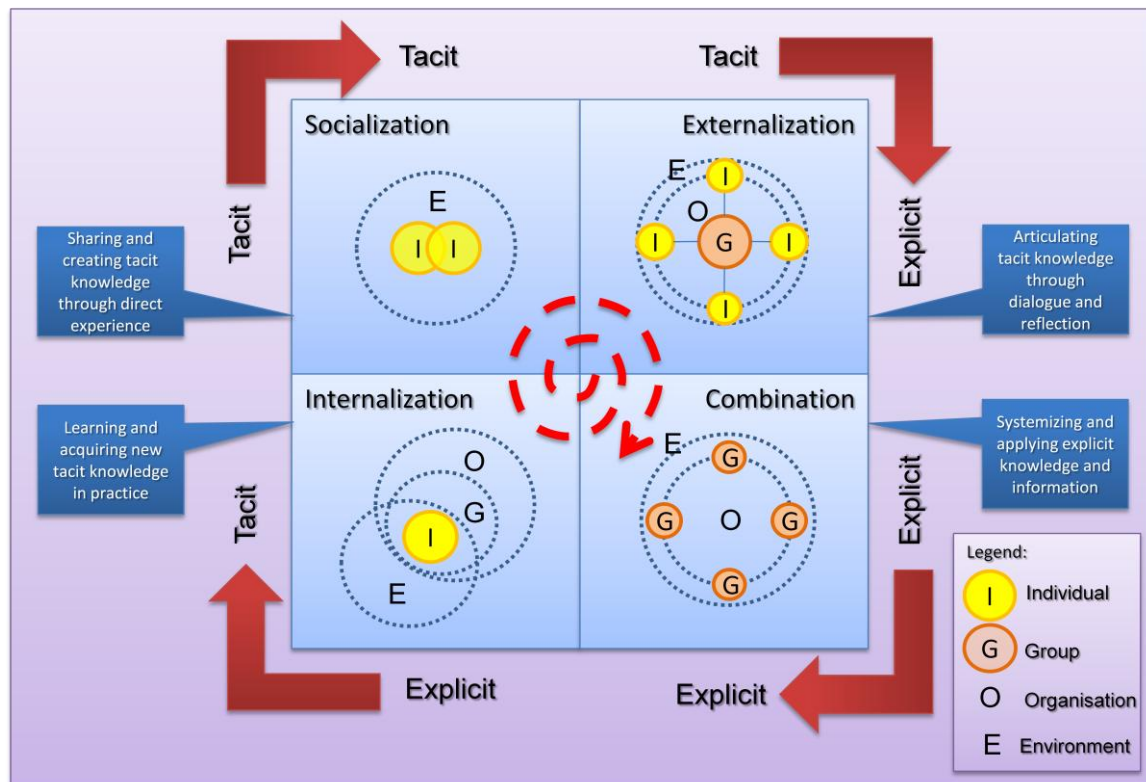 Tacit
Tacit
Socialization
E
I I
Externalization
E
I
O
I
G
I
I
Tacit
Explicit
Sharing and
creating tacit
knowledge
through direct
experience
Articulating
tacit knowledge
through
dialogue and
reflection
Internalization
O
G
I
E
Combination
E
G
G
O
G
G
Learning and
acquiring new
tacit knowledge
in practice
Systemizing and
applying explicit
knowledge and
information
Tacit
Explicit
Explicit
Explicit
Legend:
I Individual
G Group
O Organisation
E Environment